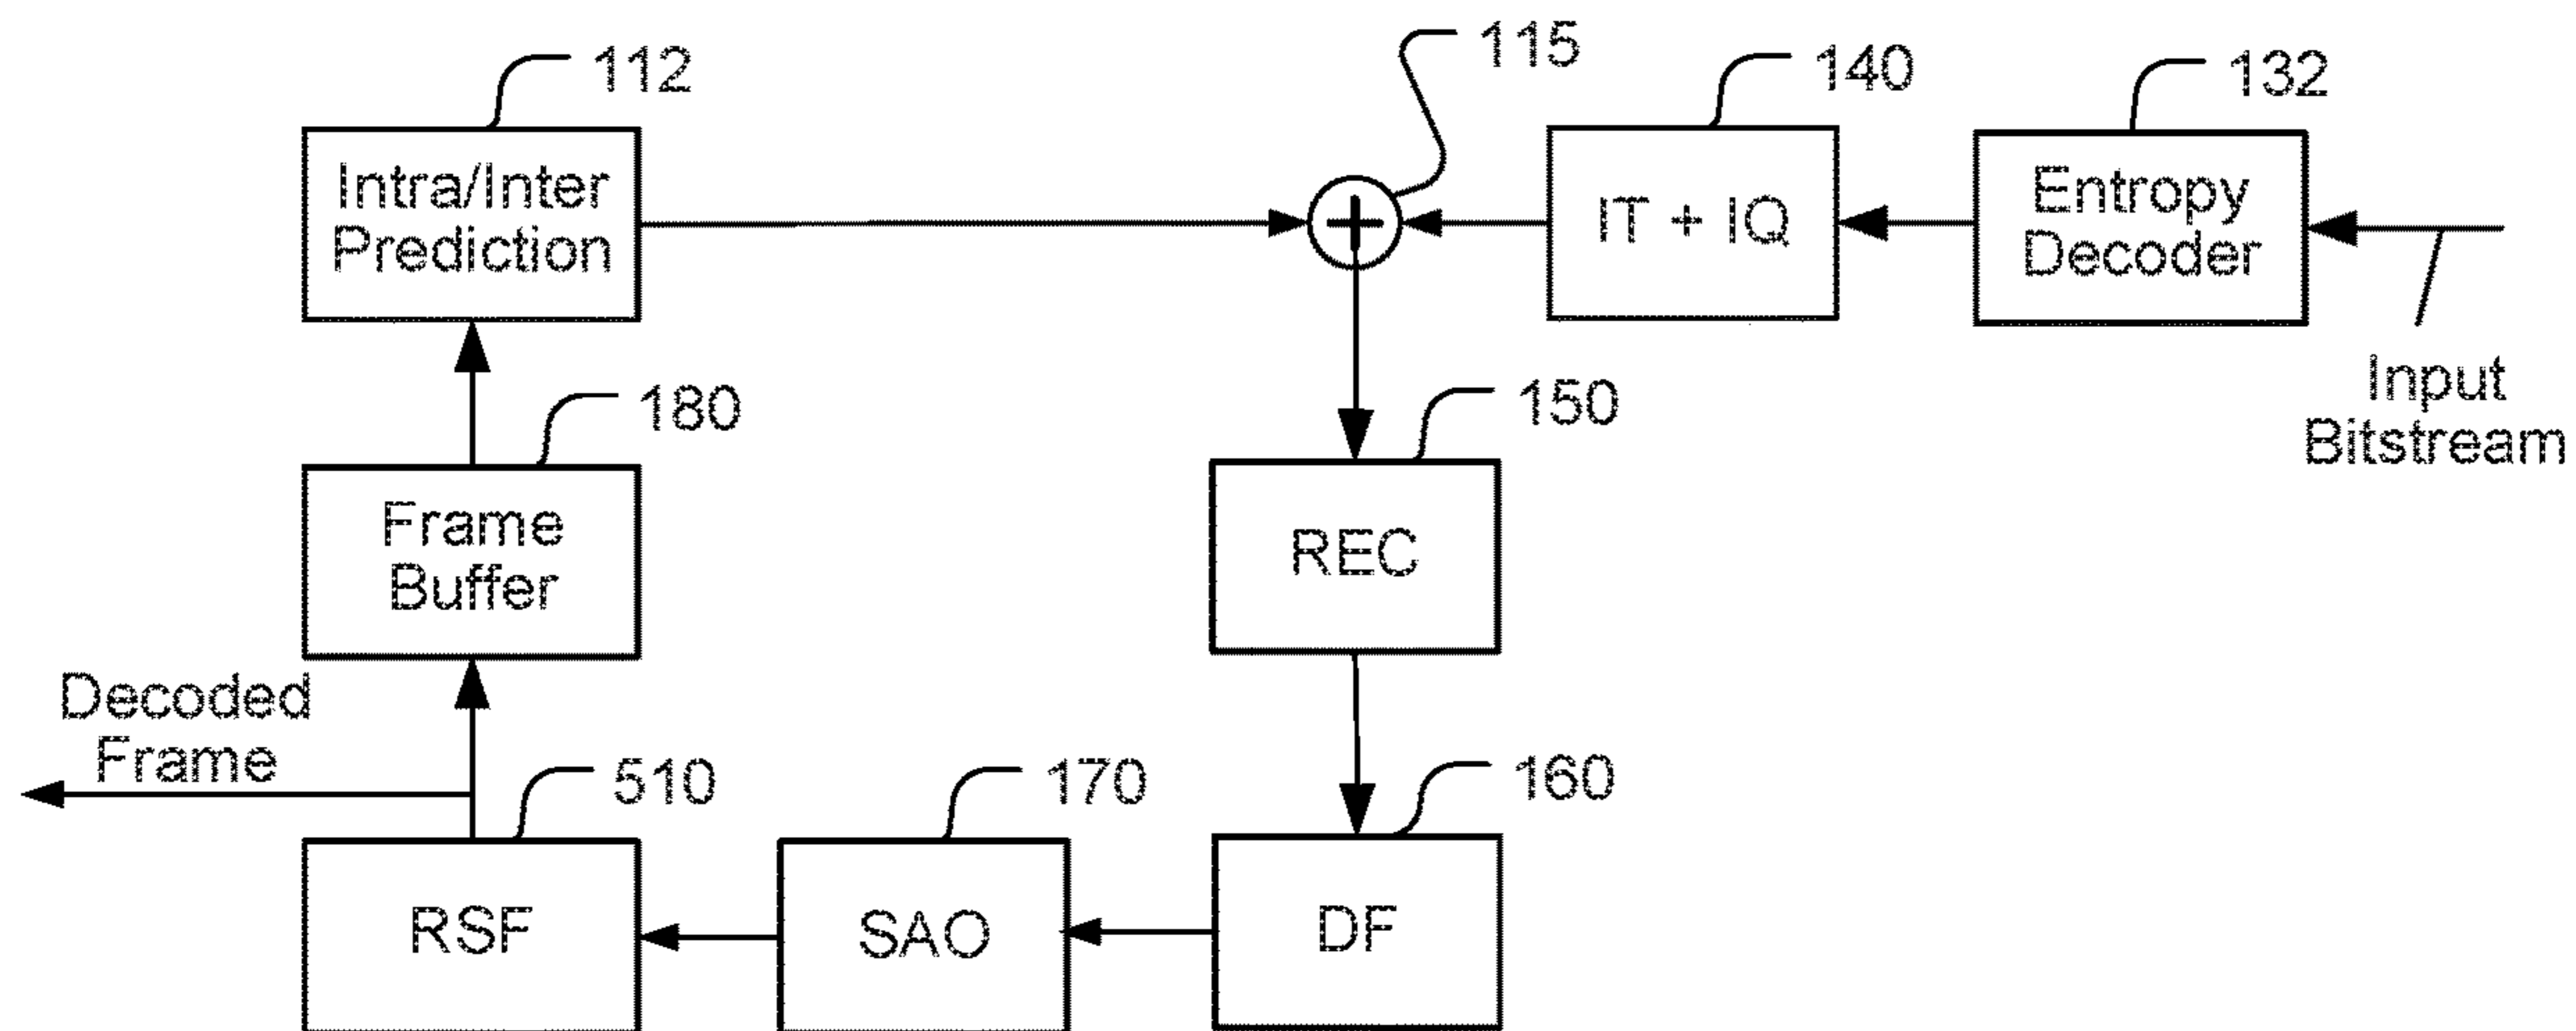 112
115
140
132
Intra/Inter
Prediction
IT + IQ
Entropy
Decoder
Input
Bitstream
180
150
Frame
Buffer
REC
Decoded
Frame
510
170
160
RSF
SAO
DF